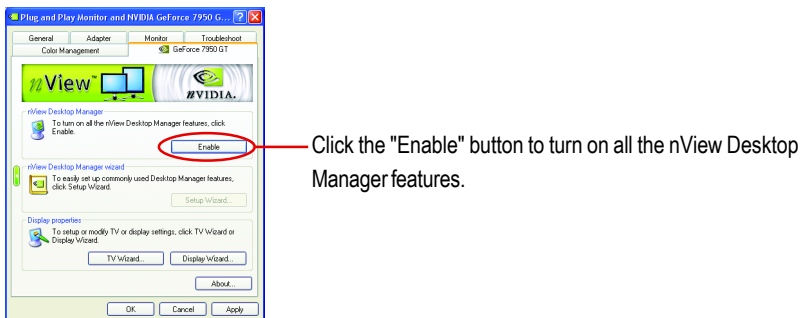 Plug and Play Monitor and NVIDIA GeForce 7950 G...
General Adapter Monitor Troubleshoot
Color Management GeForce 7950 GT
nView™
NVIDIA.
nView Desktop Manager
To turn on all the nView Desktop Manager features, click
Enable.
Enable
Click the "Enable" button to turn on all the nView Desktop
Manager features.
nView Desktop Manager wizard
To easily set up commonly used Desktop Manager features,
click Setup Wizard.
Setup Wizard...
Display properties
To setup or modify TV or display settings, click TV Wizard or
Display Wizard.
TV Wizard... Display Wizard...
About...
OK Cancel Apply